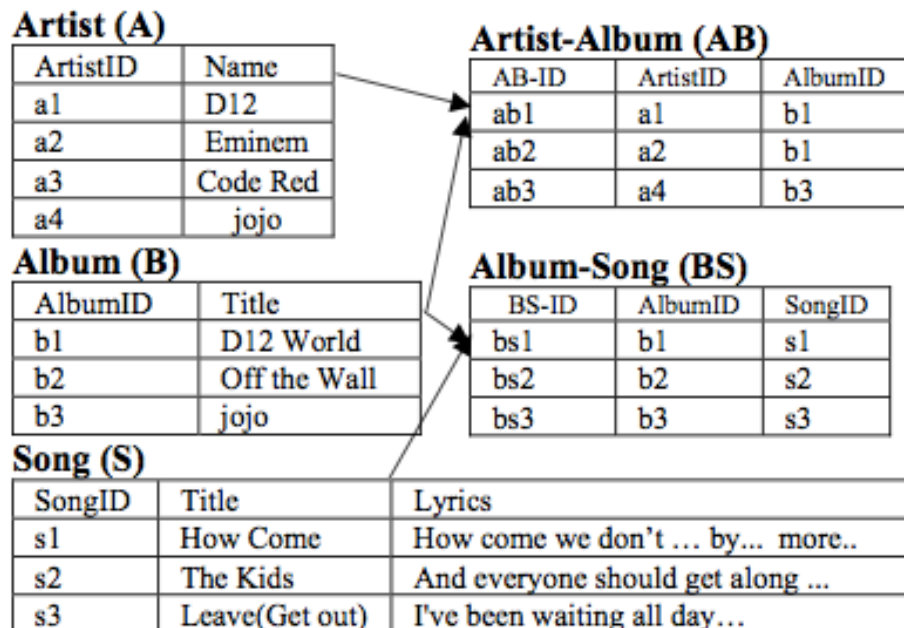 Artist (A)
ArtistID Name
a1 D12
a2 Eminem
a3 Code Red
a4 jojo
Artist-Album (AB)
AB-ID ArtistID AlbumID
ab1 a1 b1
ab2 a2 b1
ab3 a4 b3
Album (B)
AlbumID Title
b1 D12 World
b2 Off the Wall
b3 jojo
Album-Song (BS)
BS-ID AlbumID SongID
bs1 b1 s1
bs2 b2 s2
bs3 b3 s3
Song (S)
SongID Title Lyrics
s1 How Come How come we don’t … by... more..
s2 The Kids And everyone should get along ...
s3 Leave(Get out) I've been waiting all day…